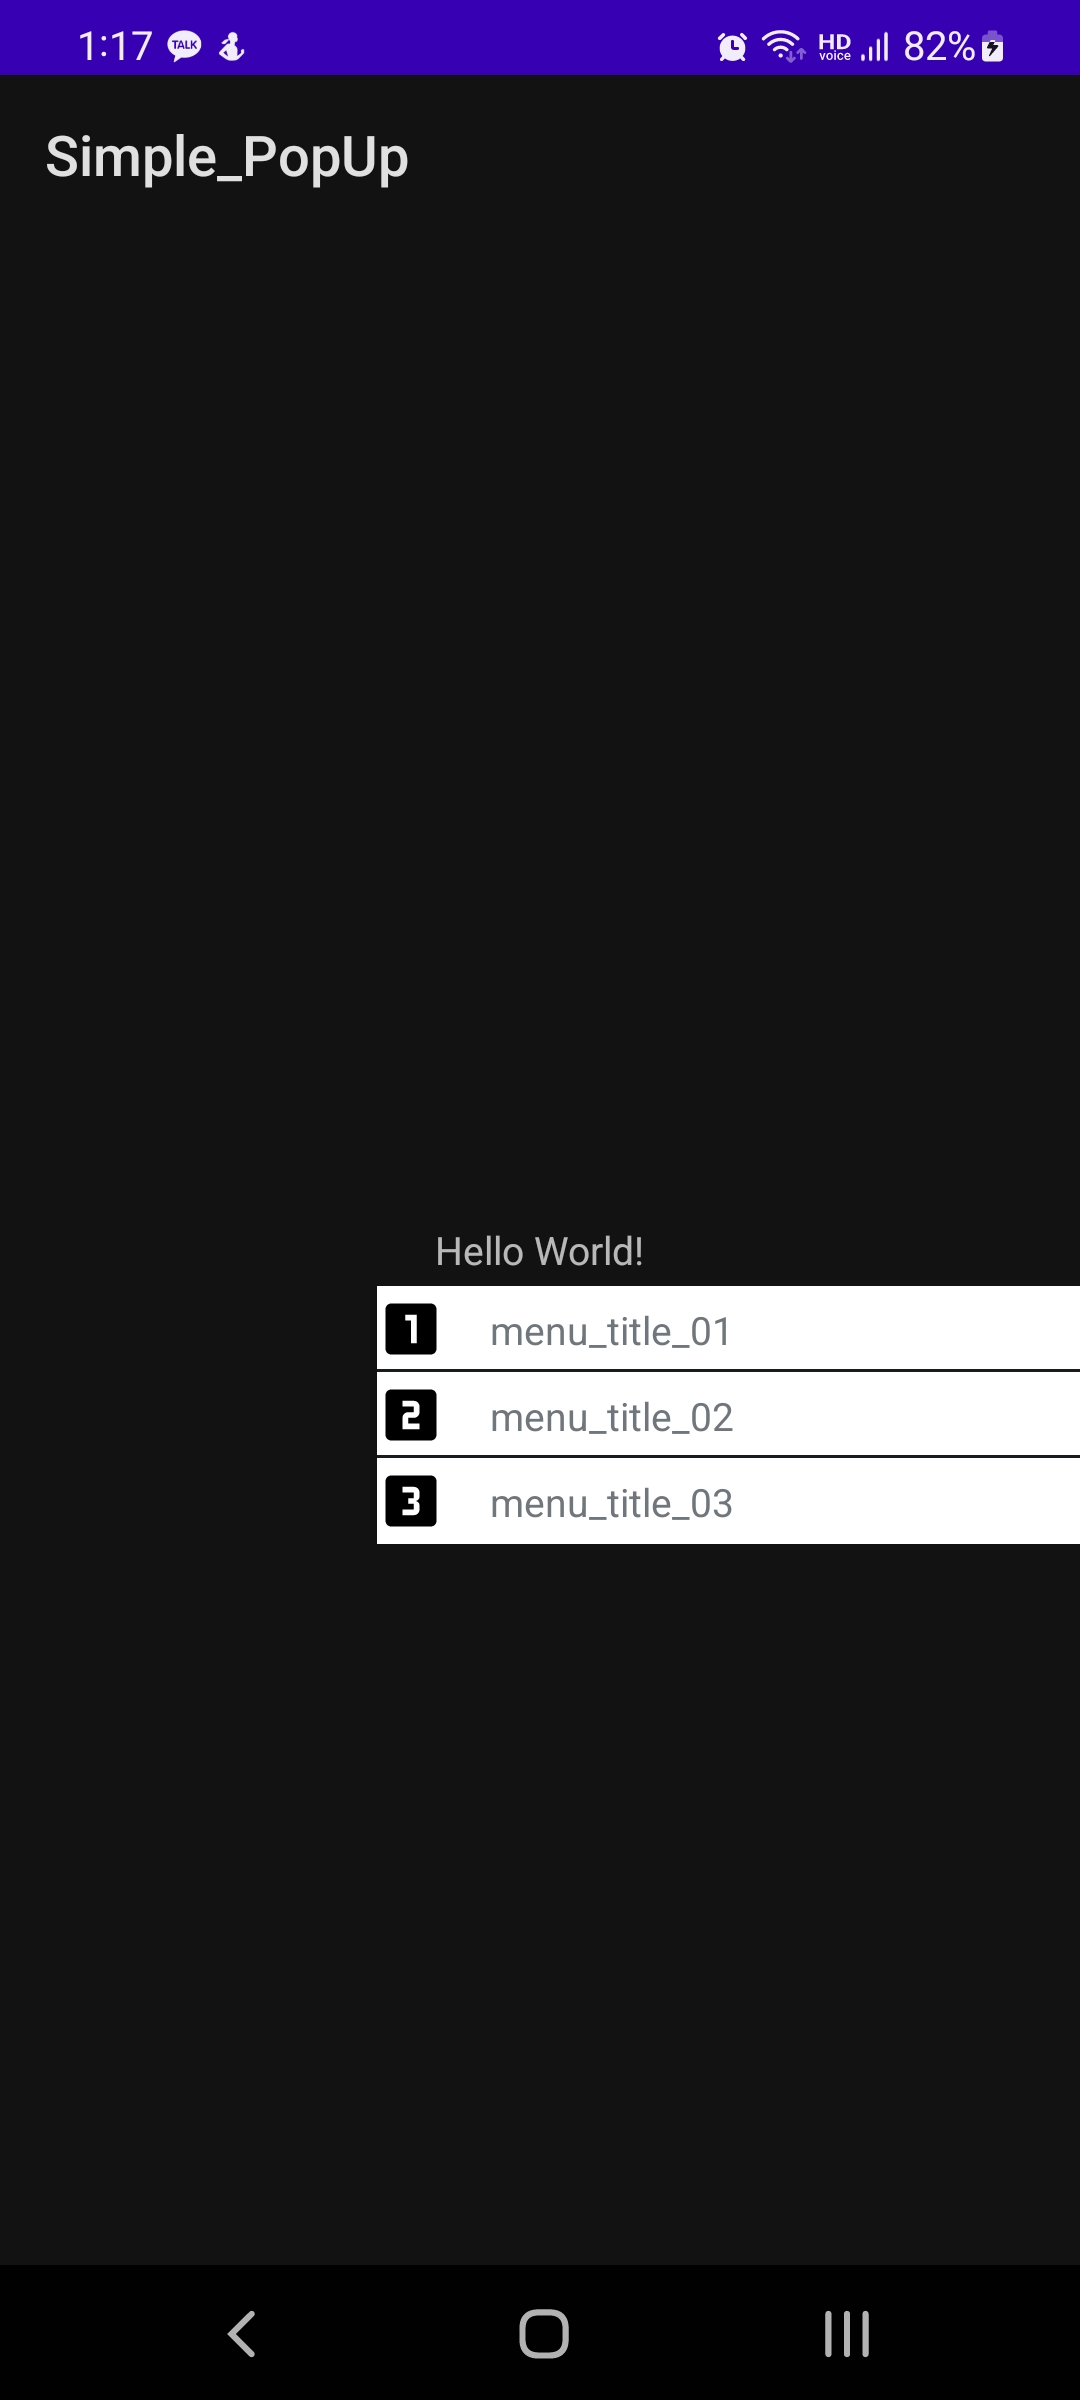 1:17 TALK HD voice 82%
Simple_PopUp
Hello World!
1 menu_title_01
2 menu_title_02
3 menu_title_03